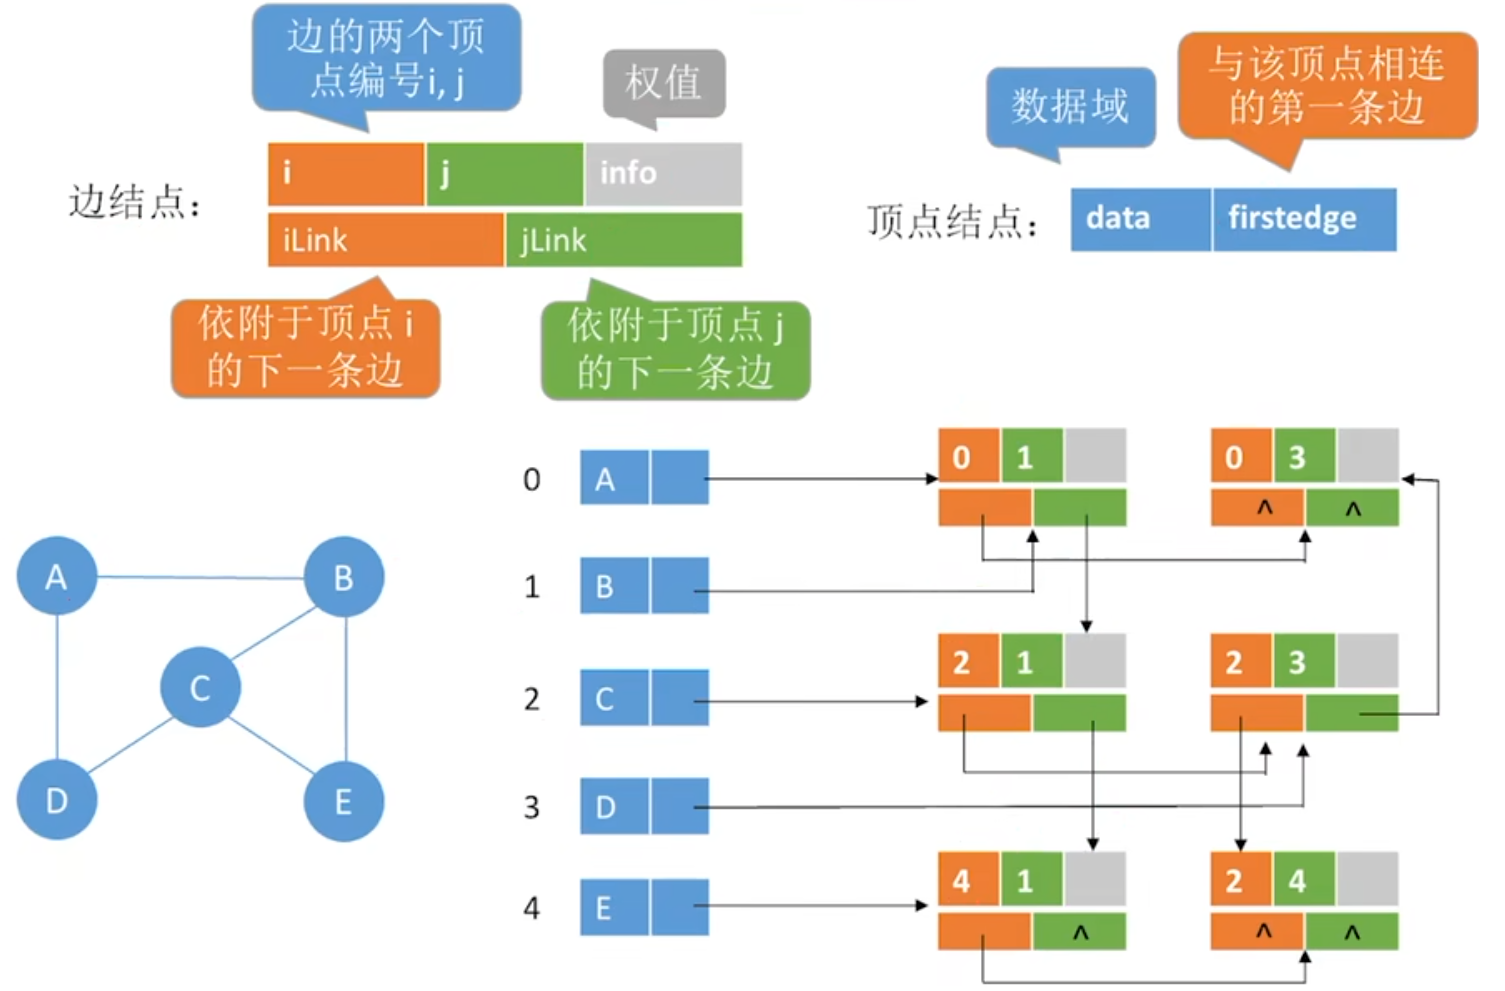 边的两个顶
点编号i, j
权值
数据域
与该顶点相连
的第一条边
边结点：
i
j
info
iLink
jLink
顶点结点：
data
firstedge
依附于顶点 i
的下一条边
依附于顶点 j
的下一条边
A
B
C
D
E
0
A
0 1
0 3
^ ^
1
B
2
C
2 1
2 3
3
D
4
E
4 1
^
2 4
^ ^